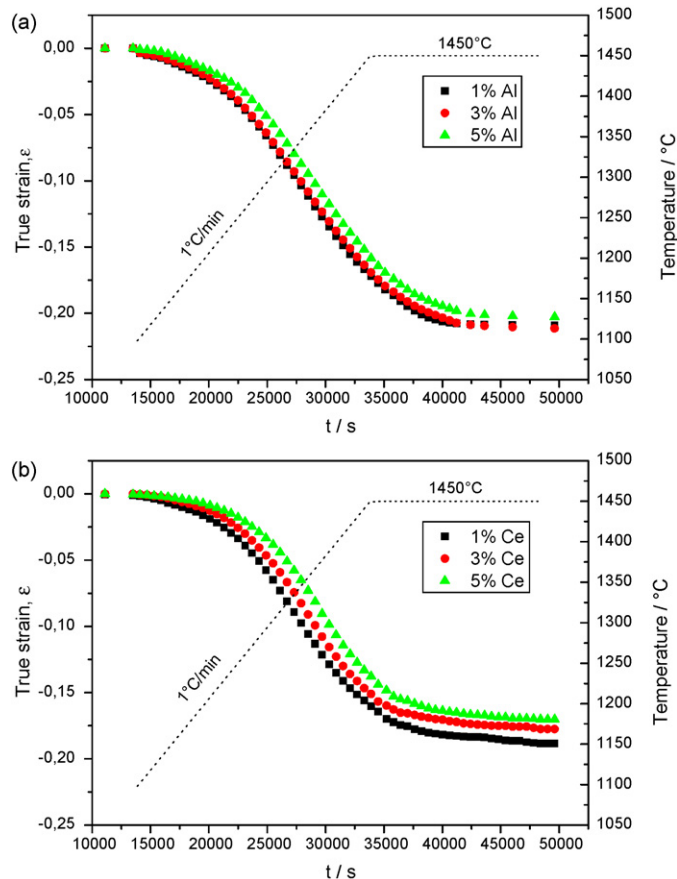 (a)
1500
0,00
1450°C
1450
1% Al
3% Al
5% Al
-0,05
1400
1350
-0,10
1300
1°C/min
1250
-0,15
1200
-0,20
1150
1100
-0,25
1050
10000 15000 20000 25000 30000 35000 40000 45000 50000
t / s
True strain,ε
Temperature / °C
(b)
1500
0,00
1450°C
1450
1% Ce
3% Ce
5% Ce
-0,05
1400
1350
-0,10
1300
1°C/min
1250
-0,15
1200
-0,20
1150
1100
-0,25
1050
10000 15000 20000 25000 30000 35000 40000 45000 50000
t / s
True strain, ε
Temperature / °C